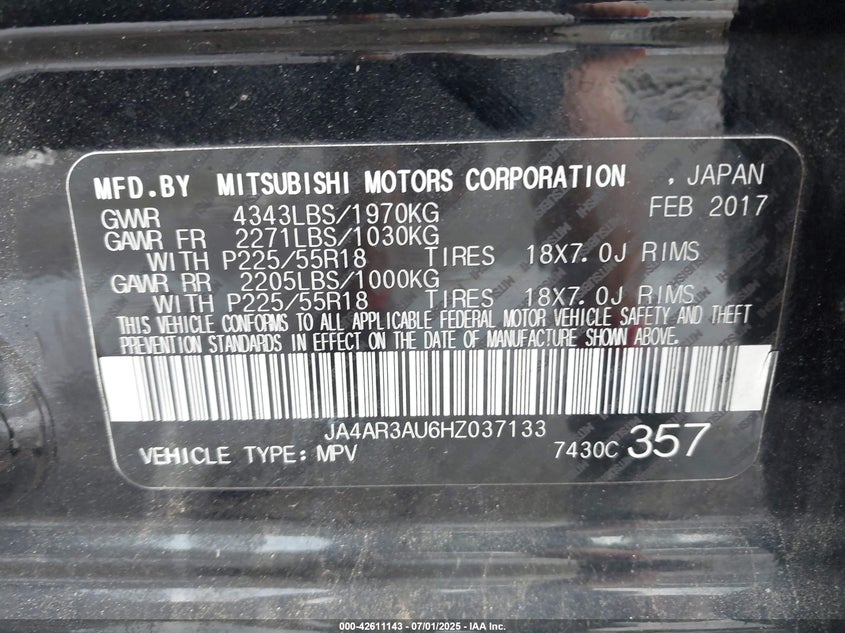 MFD.BY MITSUBISHI MOTORS CORPORATION , JAPAN
GVWR 4343LBS/1970KG FEB 2017
GAWR FR 2271LBS/1030KG
WITH P225/55R18 TIRES 18X7.0J RIMS
GAWR RR 2205LBS/1000KG
WITH P225/55R18 TIRES 18X7.0J RIMS
THIS VEHICLE CONFORMS TO ALL APPLICABLE FEDERAL MOTOR VEHICLE SAFETY AND THEFT
PREVENTION STANDARDS IN EFFECT ON THE DATE OF MANUFACTURE SHOWN ABOVE.
JA4AR3AU6HZ037133
VEHICLE TYPE: MPV 7430C 357
000-42611143 - 07/01/2025 - IAA Inc.